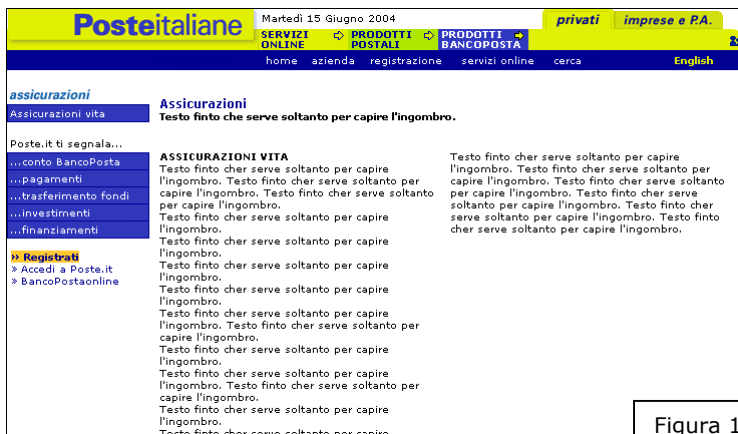 Posteitaliane
Martedì 15 Giugno 2004
privati imprese e P.A.
SERVIZI ONLINE
PRODOTTI POSTALI
PRODOTTI BANCOPOSTA
home azienda registrazione servizi online cerca English
assicurazioni
Assicurazioni vita
Poste.it ti segnala...
...conto BancoPosta
...pagamenti
...trasferimento fondi
...investimenti
...finanziamenti
» Registrati
» Accedi a Poste.it
» BancoPostaonline
Assicurazioni
Testo finto che serve soltanto per capire l'ingombro.
ASSICURAZIONI VITA
Testo finto cher serve soltanto per capire
l'ingombro. Testo finto cher serve soltanto per
capire l'ingombro. Testo finto cher serve soltanto
per capire l'ingombro.
Testo finto cher serve soltanto per capire
l'ingombro.
Testo finto cher serve soltanto per capire
l'ingombro.
Testo finto cher serve soltanto per capire
l'ingombro.
Testo finto cher serve soltanto per capire
l'ingombro.
Testo finto cher serve soltanto per capire
l'ingombro. Testo finto cher serve soltanto per
capire l'ingombro.
Testo finto cher serve soltanto per capire
l'ingombro.
Testo finto cher serve soltanto per capire
l'ingombro. Testo finto cher serve soltanto per
capire l'ingombro.
Testo finto cher serve soltanto per capire
l'ingombro.
Testo finto cher serve soltanto per capire
Testo finto cher serve soltanto per capire
l'ingombro. Testo finto cher serve soltanto per
capire l'ingombro. Testo finto cher serve soltanto
per capire l'ingombro. Testo finto cher serve
soltanto per capire l'ingombro. Testo finto cher
serve soltanto per capire l'ingombro. Testo finto
cher serve soltanto per capire l'ingombro.
Figura 1